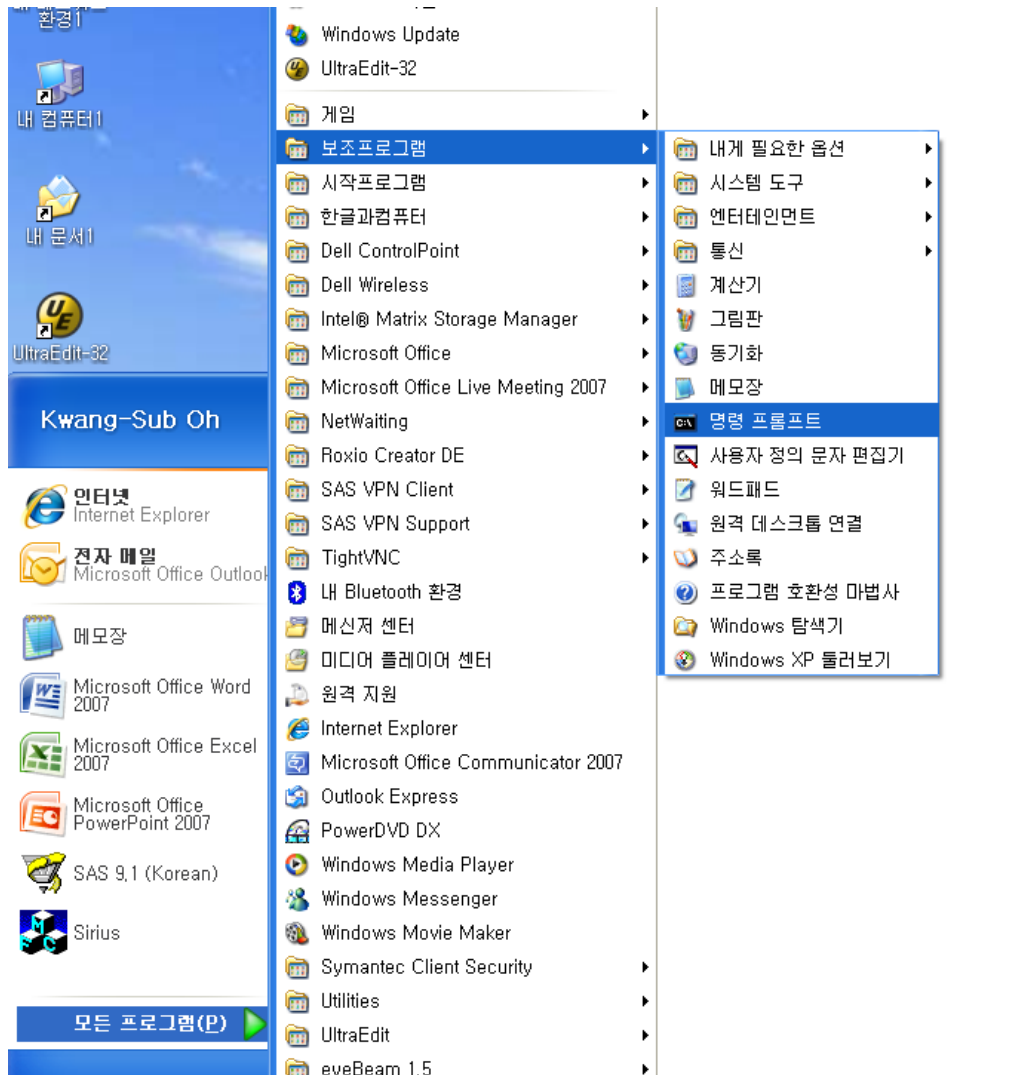 환경1
내 컴퓨터1
내 문서1
UltraEdit-32
Kwang-Sub Oh
인터넷
Internet Explorer
전자 메일
Microsoft Office Outlook
메모장
Microsoft Office Word
2007
Microsoft Office Excel
2007
Microsoft Office
PowerPoint 2007
SAS 9.1 (Korean)
Sirius
모든 프로그램(P)
Windows Update
UltraEdit-32
게임
보조프로그램
시작프로그램
한글과컴퓨터
Dell ControlPoint
Dell Wireless
Intel® Matrix Storage Manager
Microsoft Office
Microsoft Office Live Meeting 2007
NetWaiting
Roxio Creator DE
SAS VPN Client
SAS VPN Support
TightVNC
내 Bluetooth 환경
메신저 센터
미디어 플레이어 센터
원격 지원
Internet Explorer
Microsoft Office Communicator 2007
Outlook Express
PowerDVD DX
Windows Media Player
Windows Messenger
Windows Movie Maker
Symantec Client Security
Utilities
UltraEdit
eyeBeam 1.5
내게 필요한 옵션
시스템 도구
엔터테인먼트
통신
계산기
그림판
동기화
메모장
명령 프롬프트
사용자 정의 문자 편집기
워드패드
원격 데스크톱 연결
주소록
프로그램 호환성 마법사
Windows 탐색기
Windows XP 둘러보기